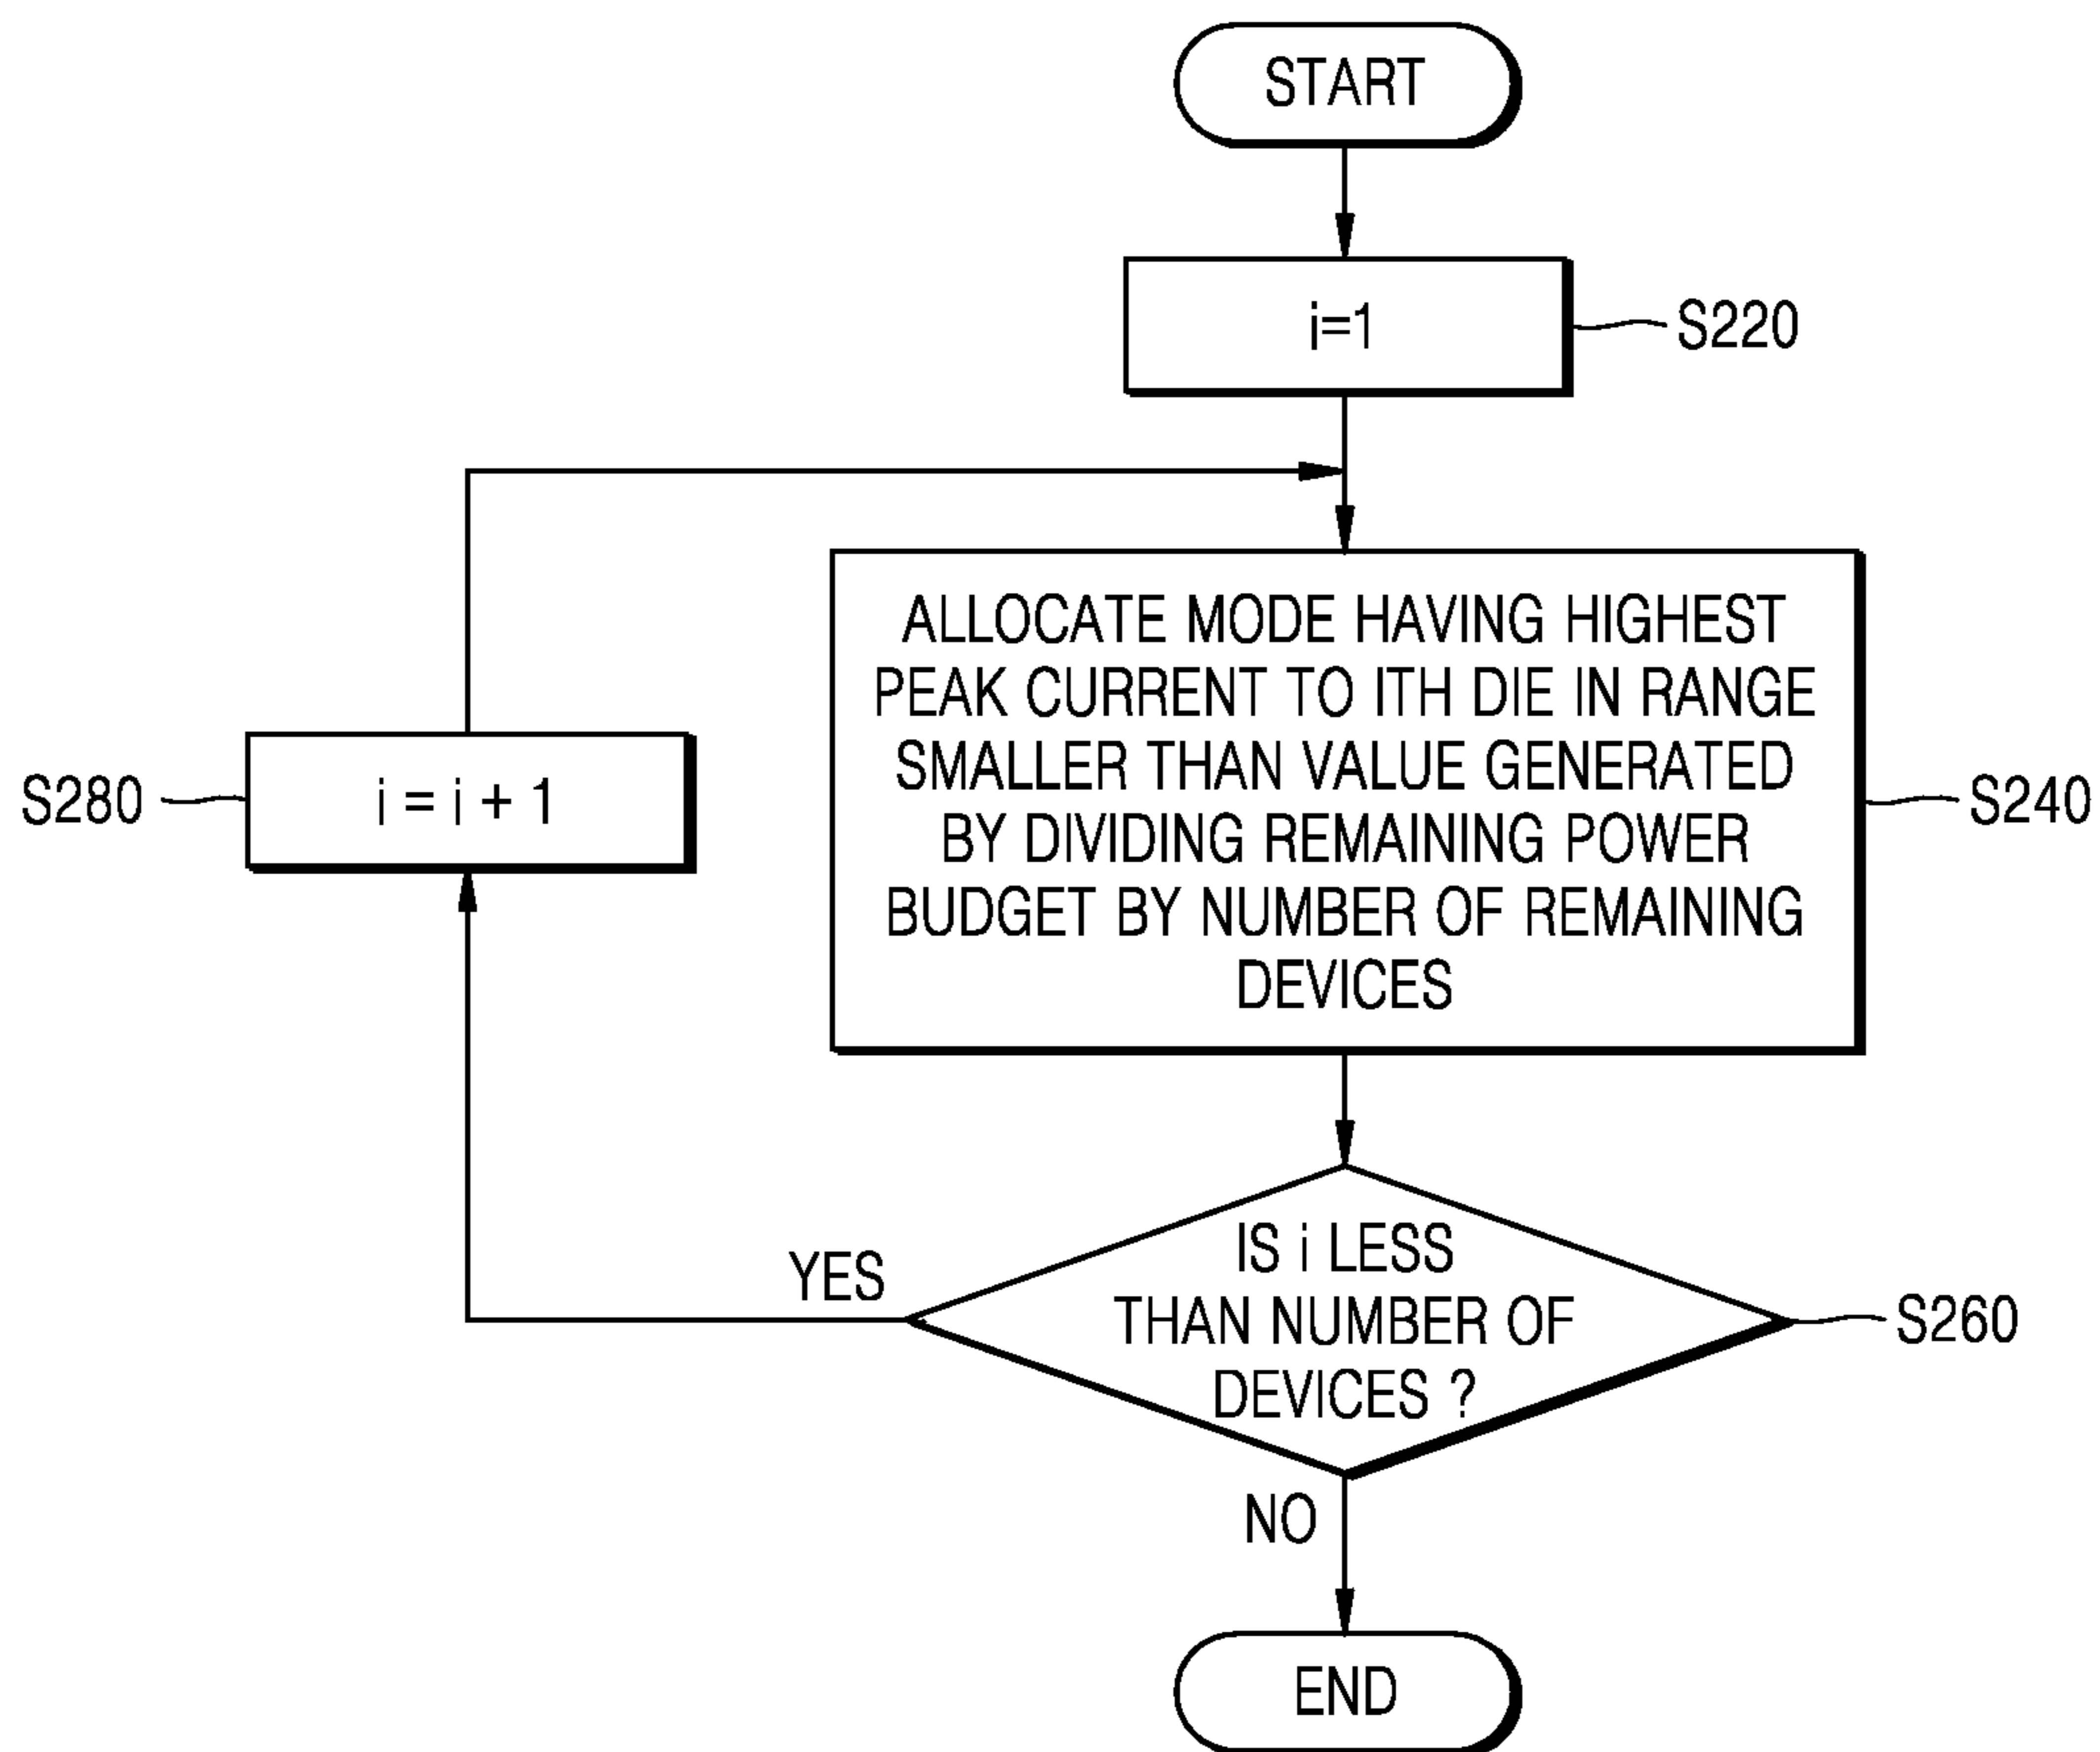 START
i=1
S220
ALLOCATE MODE HAVING HIGHEST
PEAK CURRENT TO ITH DIE IN RANGE
SMALLER THAN VALUE GENERATED
BY DIVIDING REMAINING POWER
BUDGET BY NUMBER OF REMAINING
DEVICES
S240
S280
i = i + 1
IS i LESS
THAN NUMBER OF
DEVICES ?
S260
YES
NO
END